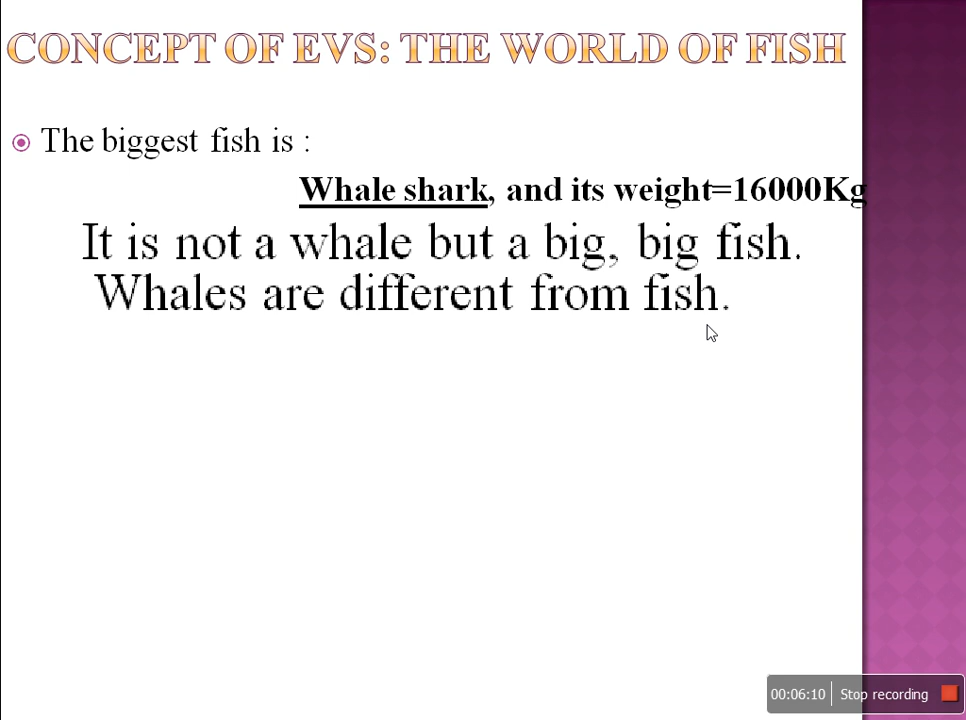 CONCEPT OF EVS: THE WORLD OF FISH
The biggest fish is :
Whale shark, and its weight=16000Kg
It is not a whale but a big, big fish.
Whales are different from fish.
00:06:10 Stop recording